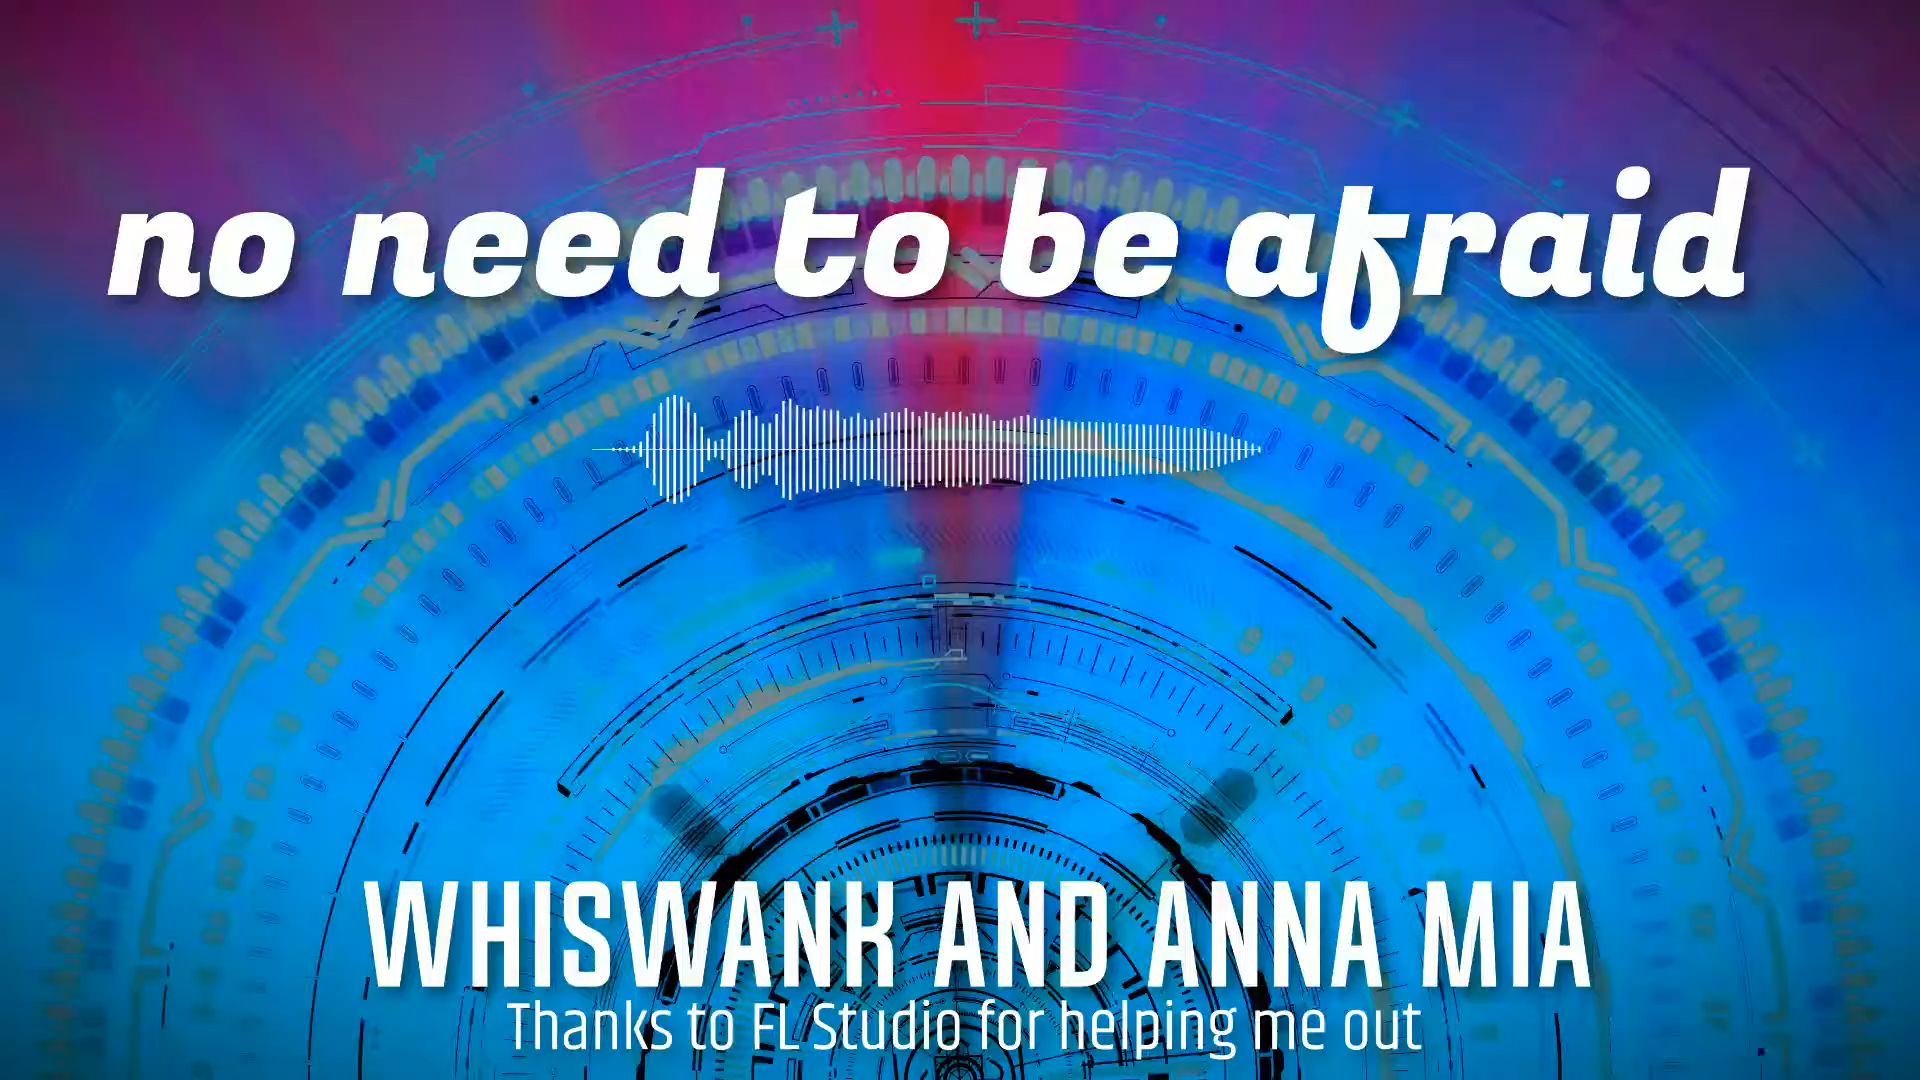 no need to be afraid
WHISWANK AND ANNA MIA
Thanks to FL Studio for helping me out